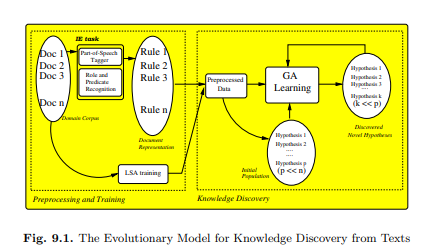 IE task
Doc 1
Doc 2
Doc 3
Doc n
Domain Corpus
Part-of-Speech
Tagger
Role and
Predicate
Recognition
Rule 1
Rule 2
Rule 3
Rule n
Document
Representation
LSA training
Preprocessing and Training
Preprocessed
Data
GA
Learning
Hypothesis 1
Hypothesis 2
Hypothesis 3
Hypothesis k
(k << p)
Discovered
Novel Hypotheses
Hypothesis 1
Hypothesis 2
....
....
Hypothesis p
(p << n)
Initial
Population
Knowledge Discovery
Fig. 9.1. The Evolutionary Model for Knowledge Discovery from Texts